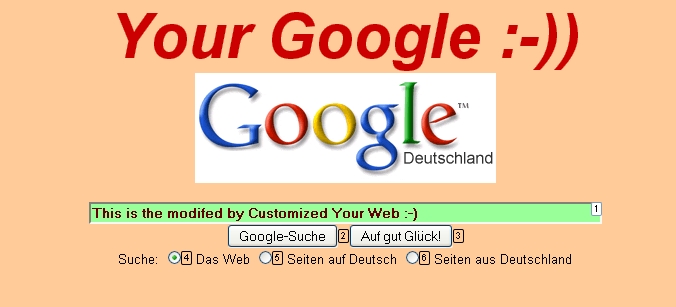 Your Google :-))
Google™
Deutschland
This is the modifed by Customized Your Web :-) 1
Google-Suche 2 Auf gut Glück! 3
Suche: 4 Das Web 5 Seiten auf Deutsch 6 Seiten aus Deutschland